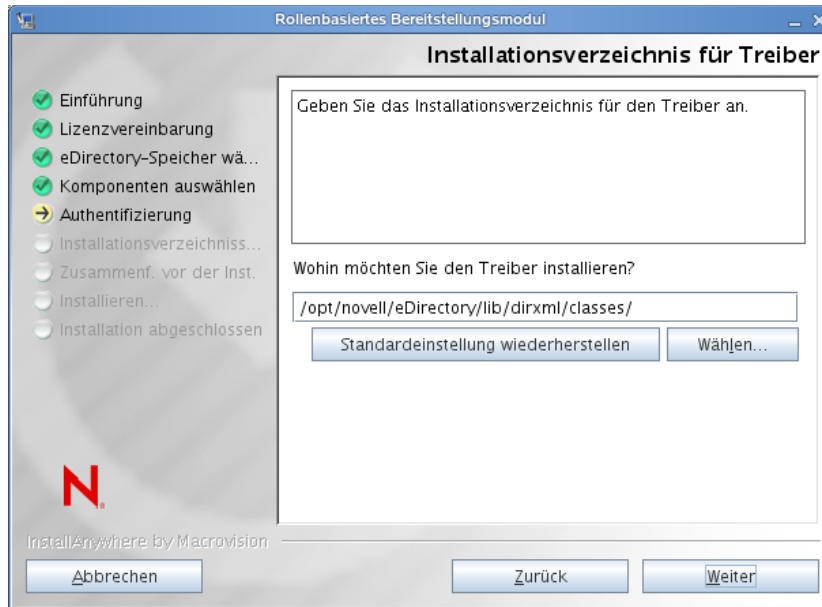 Rollenbasiertes Bereitstellungsmodul
Installationsverzeichnis für Treiber
Einführung
Lizenzvereinbarung
eDirectory-Speicher wä...
Komponenten auswählen
Authentifizierung
Installationsverzeichniss...
Zusammenf. vor der Inst.
Installieren...
Installation abgeschlossen
Geben Sie das Installationsverzeichnis für den Treiber an.
Wohin möchten Sie den Treiber installieren?
/opt/novell/eDirectory/lib/dirxml/classes/
Standardeinstellung wiederherstellen
Wählen...
N
InstallAnywhere by Macrovision
Abbrechen
Zurück
Weiter